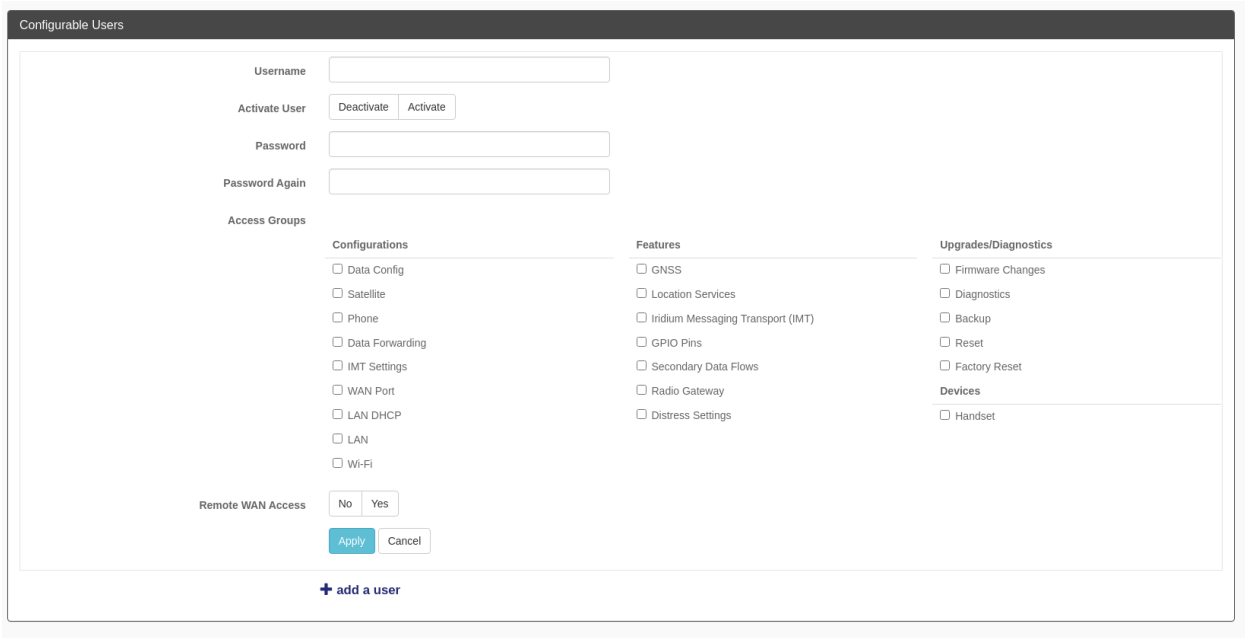 Configurable Users
Username
Activate User Deactivate Activate
Password
Password Again
Access Groups
Configurations Features Upgrades/Diagnostics
Data Config GNSS Firmware Changes
Satellite Location Services Diagnostics
Phone Iridium Messaging Transport (IMT) Backup
Data Forwarding GPIO Pins Reset
IMT Settings Secondary Data Flows Factory Reset
WAN Port Radio Gateway Devices
LAN DHCP Distress Settings Handset
LAN
Wi-Fi
Remote WAN Access No Yes
Apply Cancel
add a user